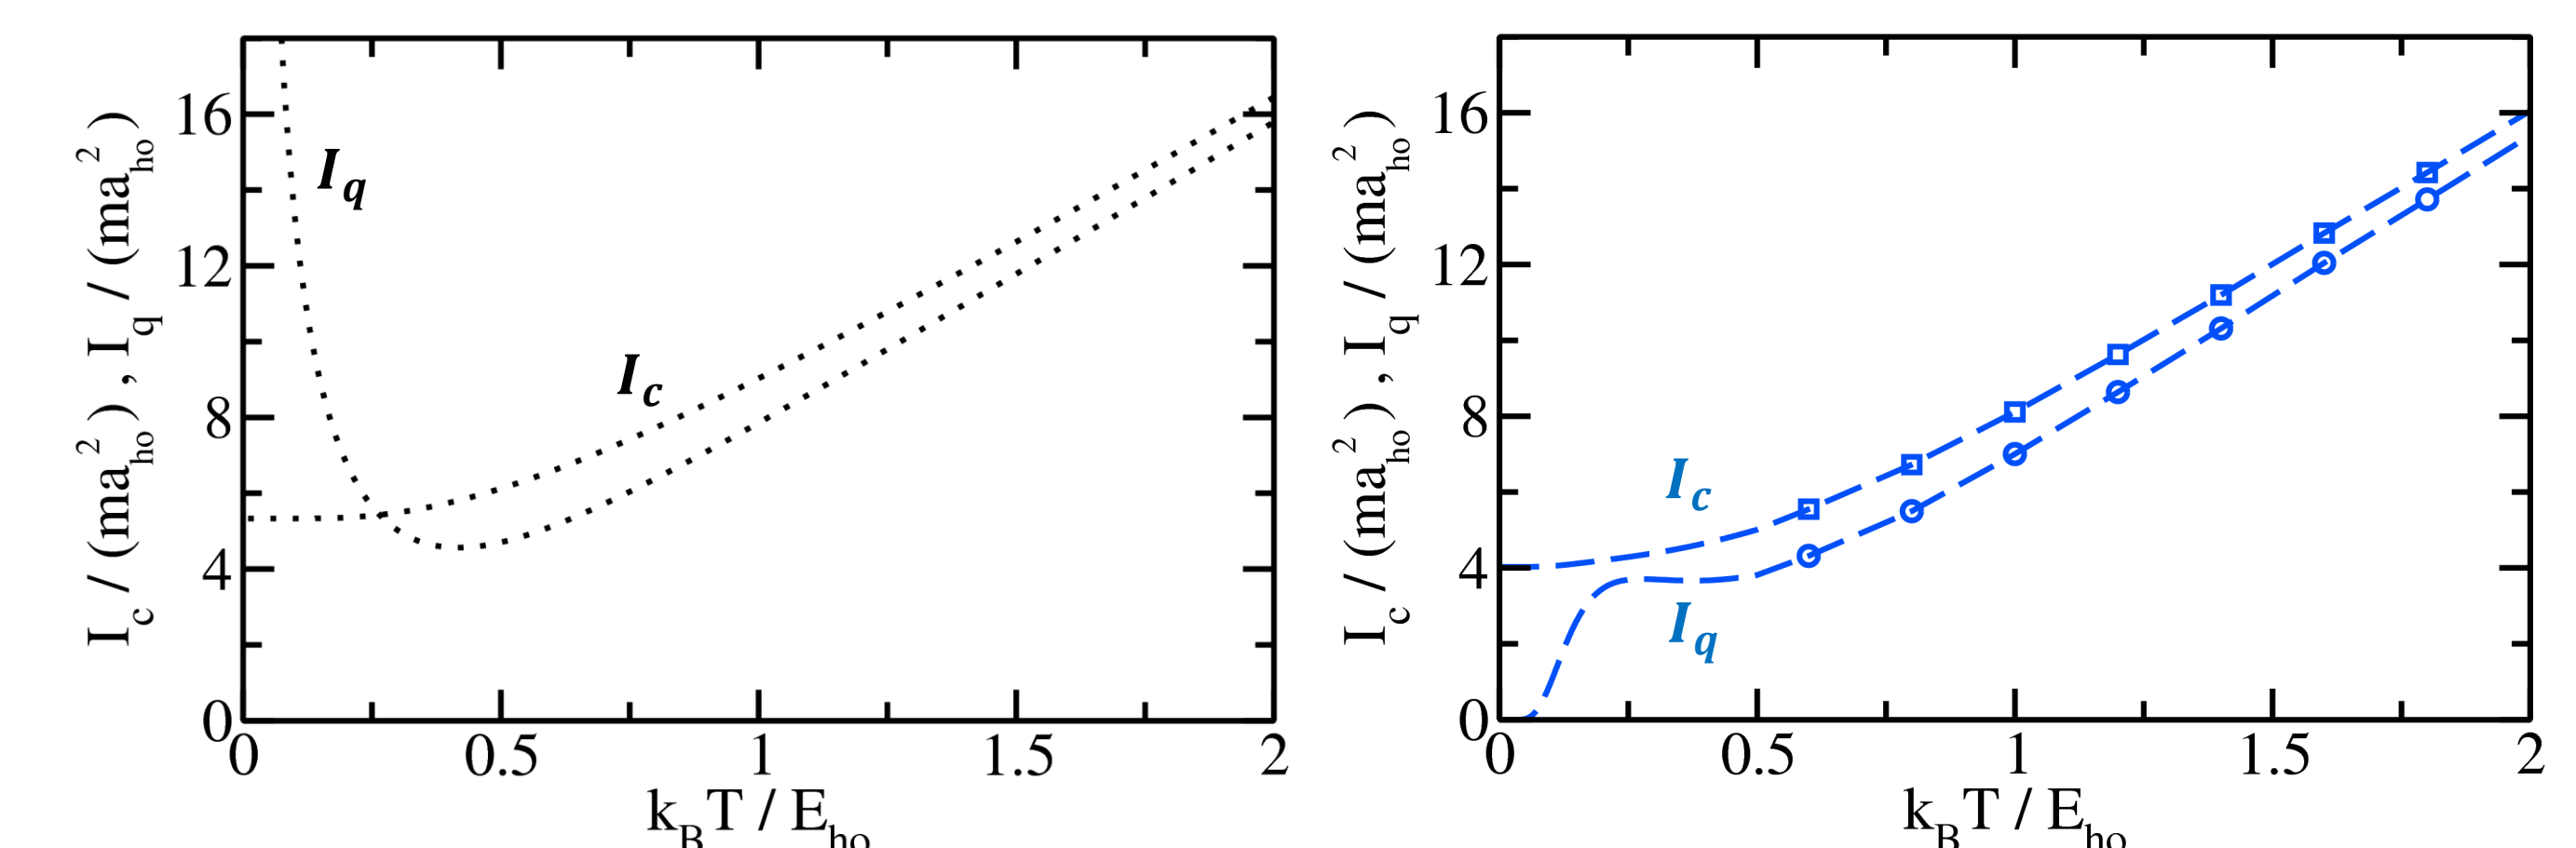 I_c / (ma_ho^2) , I_q / (ma_ho^2)
16
12
8
4
0
I_q
I_c
0 0.5 1 1.5 2
k_B T / E_ho
I_c / (ma_ho^2) , I_q / (ma_ho^2)
16
12
8
4
0
I_c
I_q
0 0.5 1 1.5 2
k_B T / E_ho